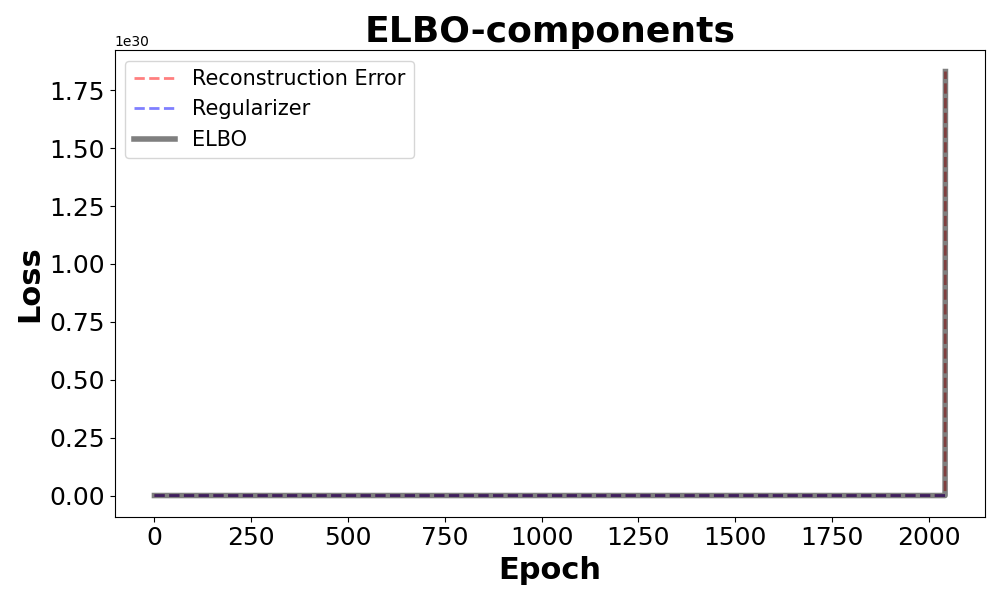 ELBO-components
1e30
Reconstruction Error
Regularizer
ELBO
1.75
1.50
1.25
1.00
0.75
0.50
0.25
0.00
Loss
0 250 500 750 1000 1250 1500 1750 2000
Epoch